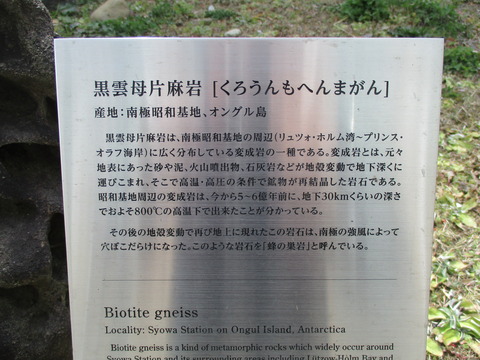 黒雲母片麻岩 [くろうんもへんまがん]
産地:南極昭和基地、オングル島
黒雲母片麻岩は、南極昭和基地の周辺(リュツォ・ホルム湾~プリンス・
オラフ海岸)に広く分布している変成岩の一種である。変成岩とは、元々
地表にあった砂や泥、火山噴出物、石灰岩などが地殻変動で地下深くに
運びこまれ、そこで高温・高圧の条件で鉱物が再結晶した岩石である。
昭和基地周辺の変成岩は、今から5~6億年前に、地下30kmくらいの深さ
でおよそ800℃の高温下で出来たことが分かっている。
その後の地殻変動で再び地上に現れたこの岩石は、南極の強風によって
穴ぼこだらけになった。このような岩石を『蜂の巣岩』と呼んでいる。
Biotite gneiss
Locality: Syowa Station on Ongul Island, Antarctica
Biotite gneiss is a kind of metamorphic rocks which widely occur around
Syowa Station and its surrounding areas including Lützow-Holm Bay and